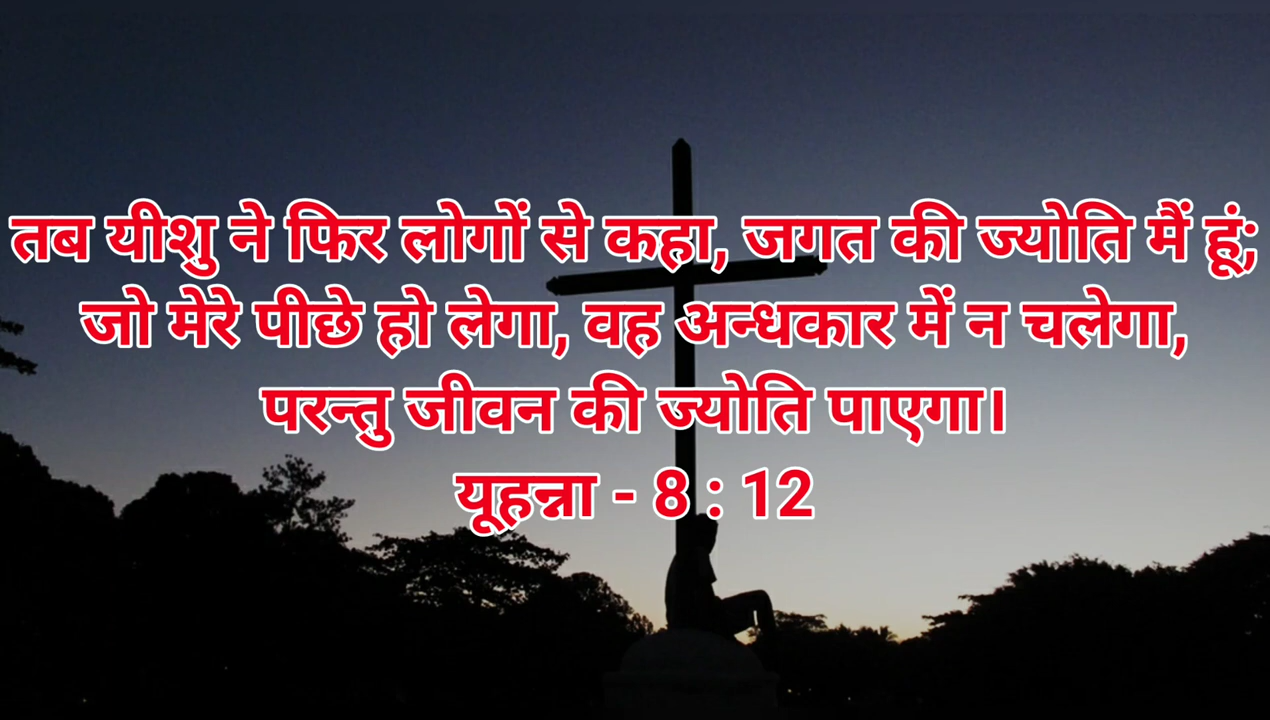 तब यीशु ने फिर लोगों से कहा, जगत की ज्योति मैं हूं;
जो मेरे पीछे हो लेगा, वह अन्धकार में न चलेगा,
परन्तु जीवन की ज्योति पाएगा।
यूहन्ना - 8 : 12